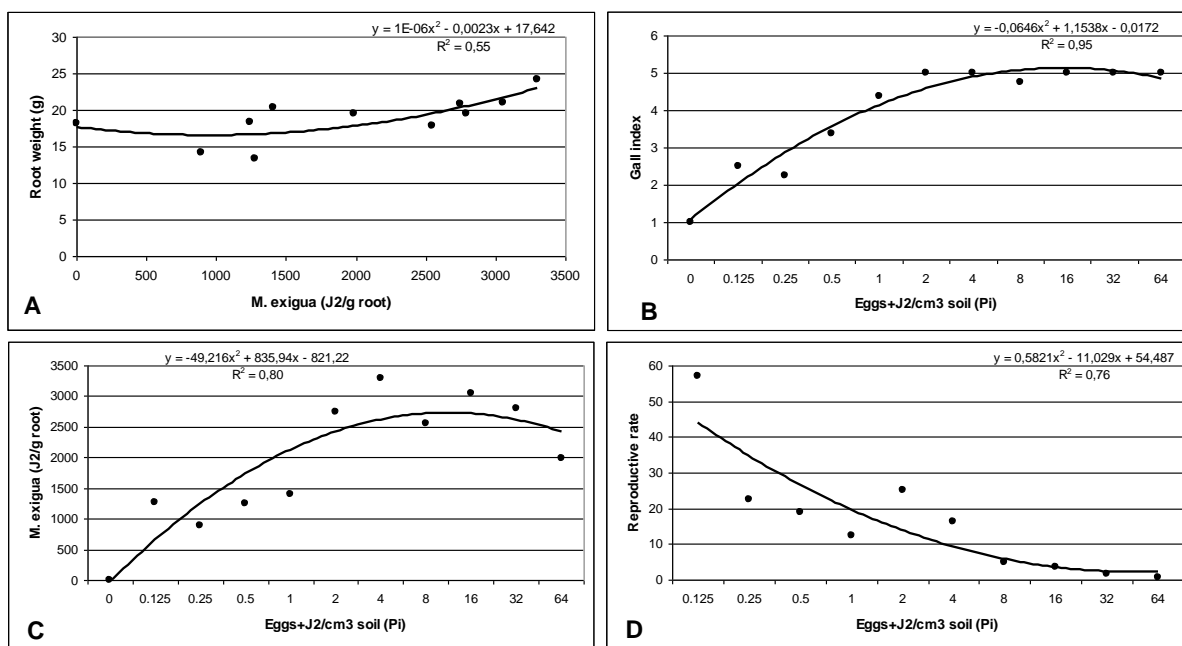 y = 1E-06x² - 0,0023x + 17,642
R² = 0,55
Root weight (g)
30
25
20
15
10
5
0
0 500 1000 1500 2000 2500 3000 3500
M. exigua (J2/g root)
A
y = -0,0646x² + 1,1538x - 0,0172
R² = 0,95
Gall index
6
5
4
3
2
1
0
0 0.125 0.25 0.5 1 2 4 8 16 32 64
Eggs+J2/cm3 soil (Pi)
B
y = -49,216x² + 835,94x - 821,22
R² = 0,80
M. exigua (J2/g root)
3500
3000
2500
2000
1500
1000
500
0
0 0.125 0.25 0.5 1 2 4 8 16 32 64
Eggs+J2/cm3 soil (Pi)
C
y = 0,5821x² - 11,029x + 54,487
R² = 0,76
Reproductive rate
60
50
40
30
20
10
0
0.125 0.25 0.5 1 2 4 8 16 32 64
Eggs+J2/cm3 soil (Pi)
D